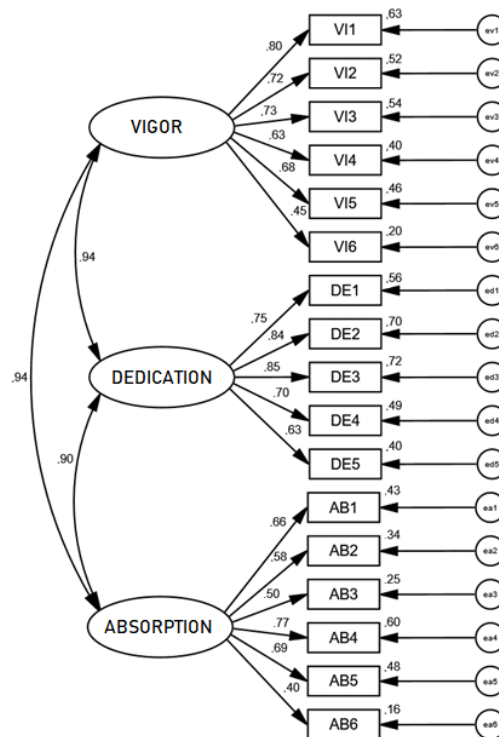 VI1
,63
ev1
.80
VI2
,52
ev2
.72
VI3
,54
ev3
,73
VIGOR
VI4
,40
ev4
.63
VI5
,46
ev5
.68
VI6
,20
ev6
.45
.94
DE1
,56
ed1
.75
DE2
,70
ed2
.84
DEDICATION
DE3
,72
ed3
.85
.94
DE4
,49
ed4
.70
DE5
,40
ed5
.63
.90
AB1
,43
ea1
.66
AB2
,34
ea2
.58
AB3
,25
ea3
.50
ABSORPTION
AB4
,60
ea4
.77
AB5
,48
ea5
.69
AB6
,16
ea6
.40